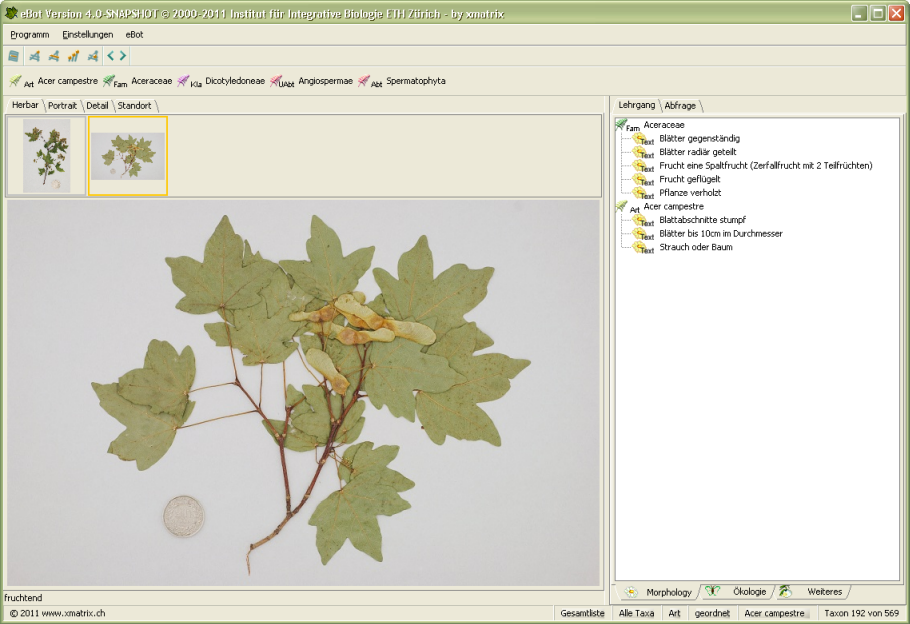 eBot Version 4.0-SNAPSHOT © 2000-2011 Institut für Integrative Biologie ETH Zürich - by xmatrix
Programm Einstellungen eBot
Art Acer campestre Fam Aceraceae Kla Dicotyledoneae UAbt Angiospermae Abt Spermatophyta
Herbar Portrait Detail Standort
Lehrgang Abfrage
Fam Aceraceae
Text Blätter gegenständig
Text Blätter radiär geteilt
Text Frucht eine Spaltfrucht (Zerfallfrucht mit 2 Teilfrüchten)
Text Frucht geflügelt
Text Pflanze verholzt
Art Acer campestre
Text Blattabschnitte stumpf
Text Blätter bis 10cm im Durchmesser
Text Strauch oder Baum
Morphology Ökologie Weiteres
fruchtend
© 2011 www.xmatrix.ch
Gesamtliste Alle Taxa Art geordnet Acer campestre Taxon 192 von 569